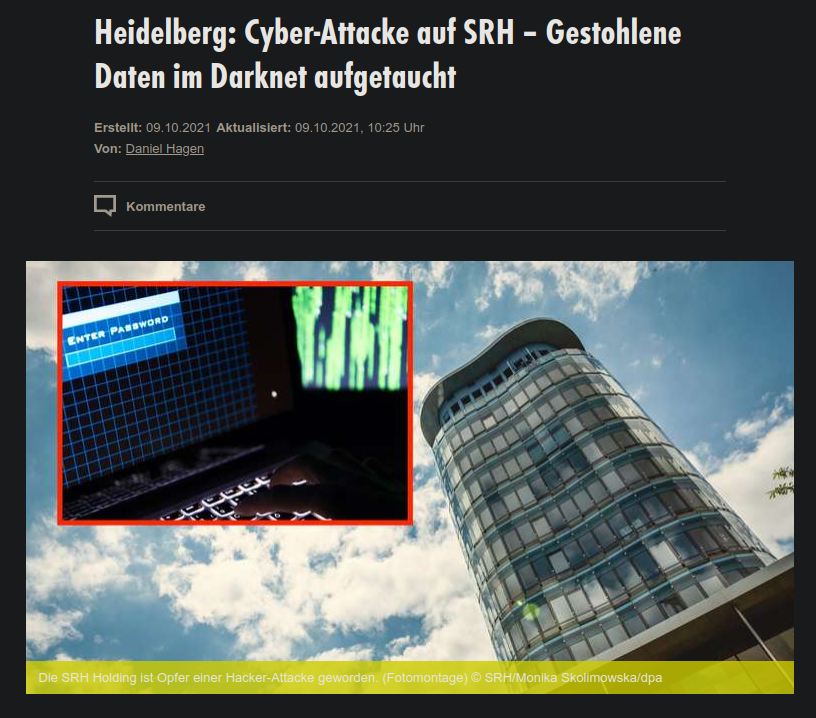 Heidelberg: Cyber-Attacke auf SRH – Gestohlene
Daten im Darknet aufgetaucht
Erstellt: 09.10.2021 Aktualisiert: 09.10.2021, 10:25 Uhr
Von: Daniel Hagen
Kommentare
ENTER PASSWORD
Die SRH Holding ist Opfer einer Hacker-Attacke geworden. (Fotomontage) © SRH/Monika Skolimowska/dpa